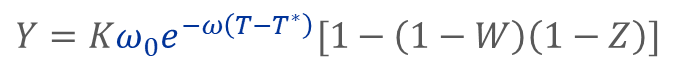 Y = Kω₀e^{−ω(T−T*)}[1 − (1 − W)(1 − Z)]